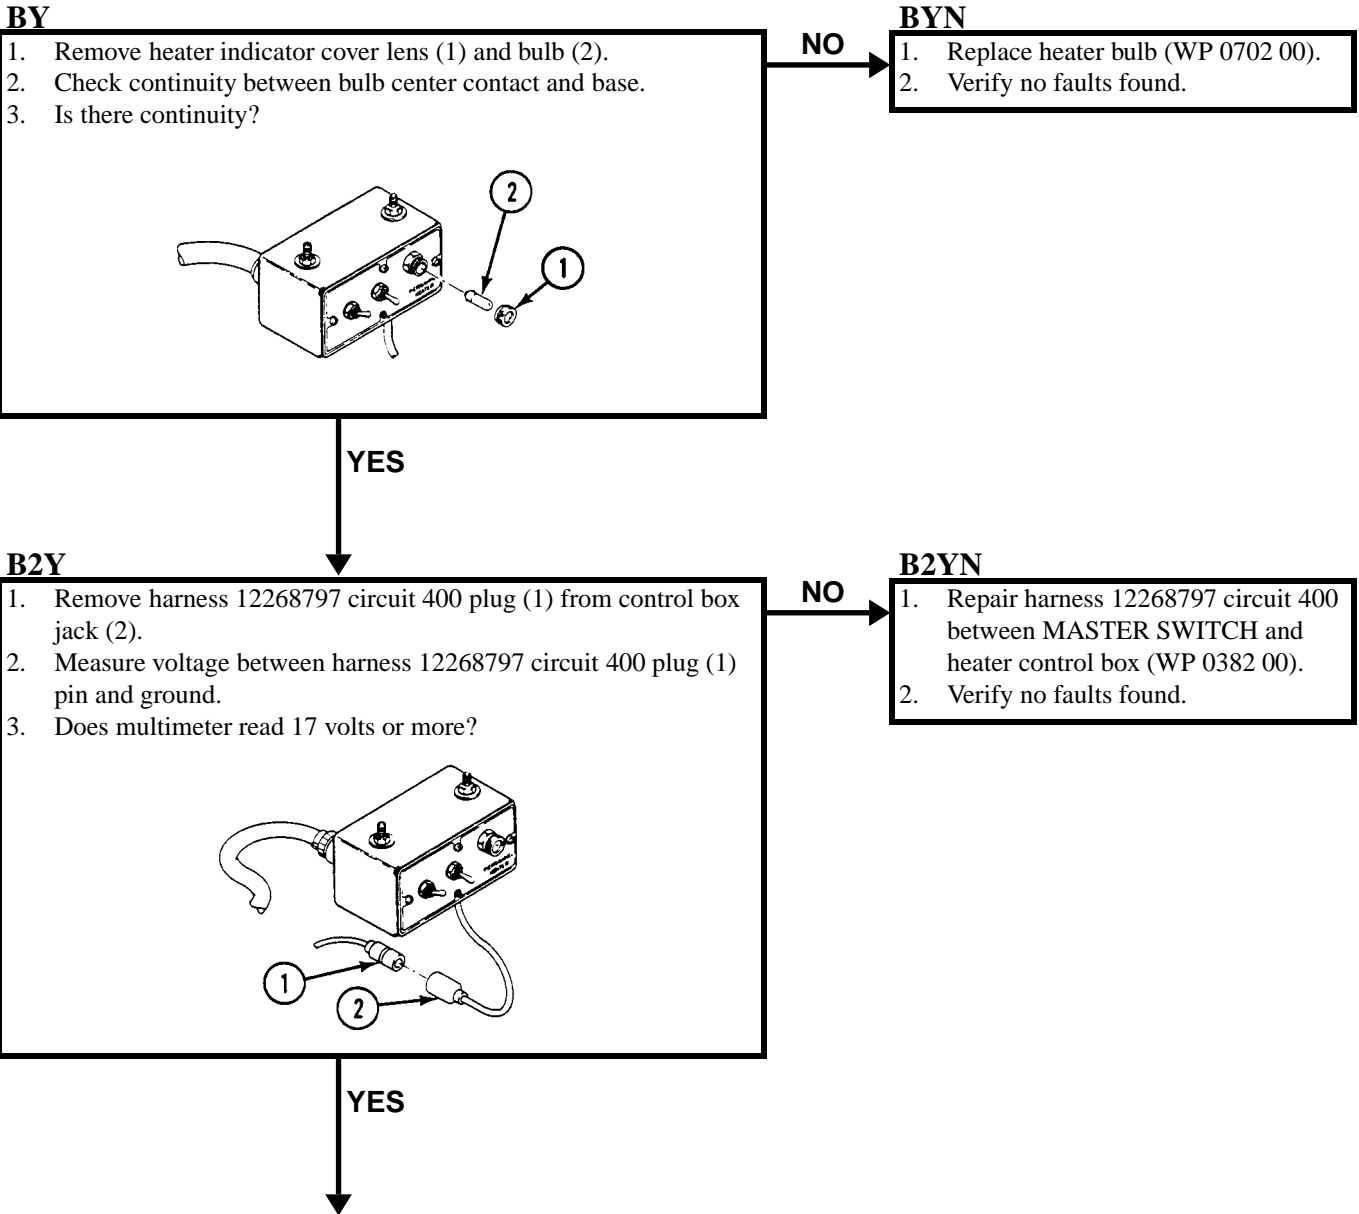 BY
1. Remove heater indicator cover lens (1) and bulb (2).
2. Check continuity between bulb center contact and base.
3. Is there continuity?
2
1
NO
BYN
1. Replace heater bulb (WP 0702 00).
2. Verify no faults found.
YES
B2Y
1. Remove harness 12268797 circuit 400 plug (1) from control box
jack (2).
2. Measure voltage between harness 12268797 circuit 400 plug (1)
pin and ground.
3. Does multimeter read 17 volts or more?
1
2
NO
B2YN
1. Repair harness 12268797 circuit 400
between MASTER SWITCH and
heater control box (WP 0382 00).
2. Verify no faults found.
YES